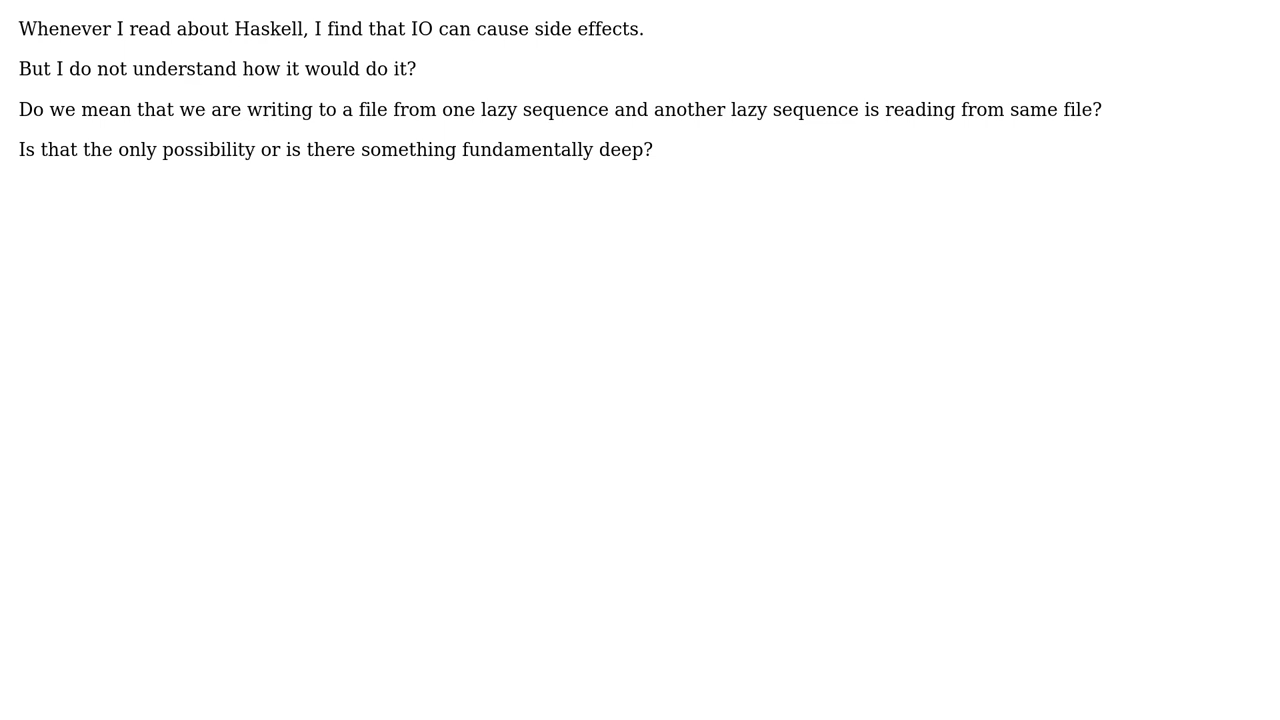 Whenever I read about Haskell, I find that IO can cause side effects.
But I do not understand how it would do it?
Do we mean that we are writing to a file from one lazy sequence and another lazy sequence is reading from same file?
Is that the only possibility or is there something fundamentally deep?